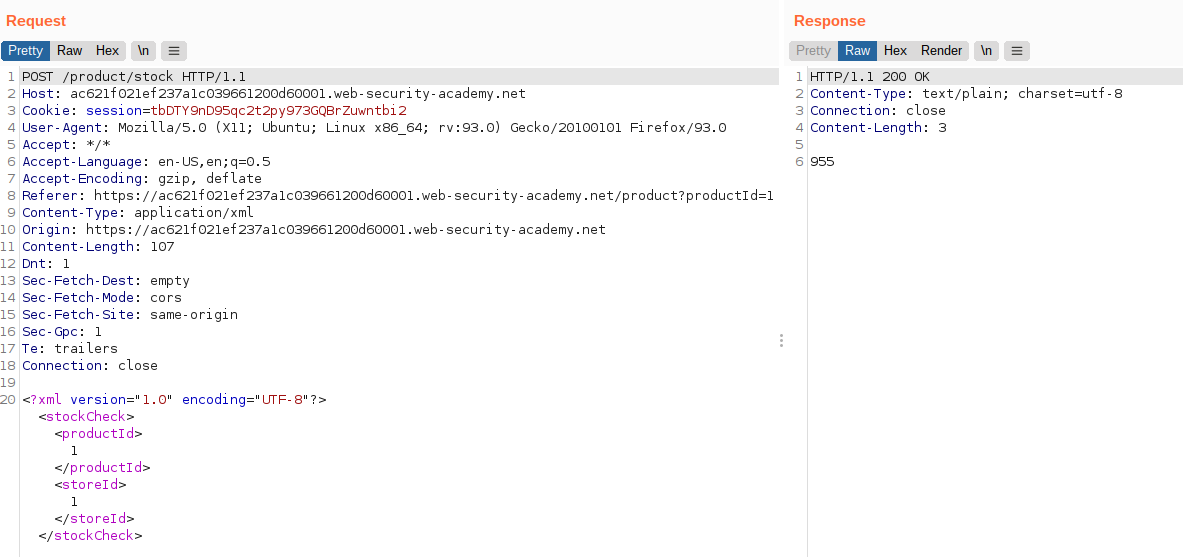 Request
Pretty Raw Hex \n ≡
1 POST /product/stock HTTP/1.1
2 Host: ac621f021ef237a1c039661200d60001.web-security-academy.net
3 Cookie: session=tbDTY9nD95qc2t2py973GQBrZuwntbi2
4 User-Agent: Mozilla/5.0 (X11; Ubuntu; Linux x86_64; rv:93.0) Gecko/20100101 Firefox/93.0
5 Accept: */*
6 Accept-Language: en-US,en;q=0.5
7 Accept-Encoding: gzip, deflate
8 Referer: https://ac621f021ef237a1c039661200d60001.web-security-academy.net/product?productId=1
9 Content-Type: application/xml
10 Origin: https://ac621f021ef237a1c039661200d60001.web-security-academy.net
11 Content-Length: 107
12 Dnt: 1
13 Sec-Fetch-Dest: empty
14 Sec-Fetch-Mode: cors
15 Sec-Fetch-Site: same-origin
16 Sec-Gpc: 1
17 Te: trailers
18 Connection: close
19
20 <?xml version="1.0" encoding="UTF-8"?>
<stockCheck>
<productId>
1
</productId>
<storeId>
1
</storeId>
</stockCheck>
Response
Pretty Raw Hex Render \n ≡
1 HTTP/1.1 200 OK
2 Content-Type: text/plain; charset=utf-8
3 Connection: close
4 Content-Length: 3
5
6 955